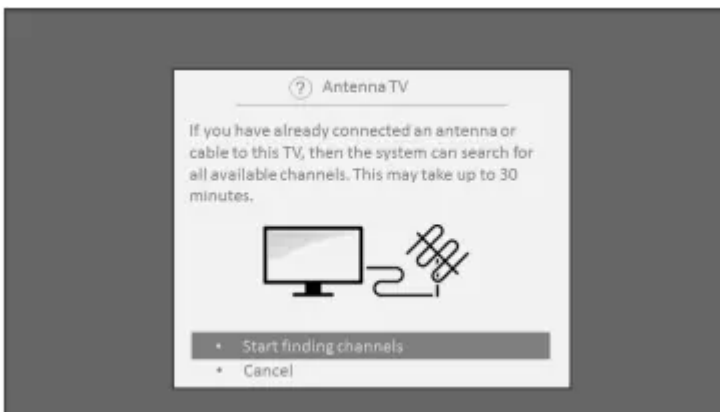 ? Antenna TV
If you have already connected an antenna or
cable to this TV, then the system can search for
all available channels. This may take up to 30
minutes.
• Start finding channels
• Cancel